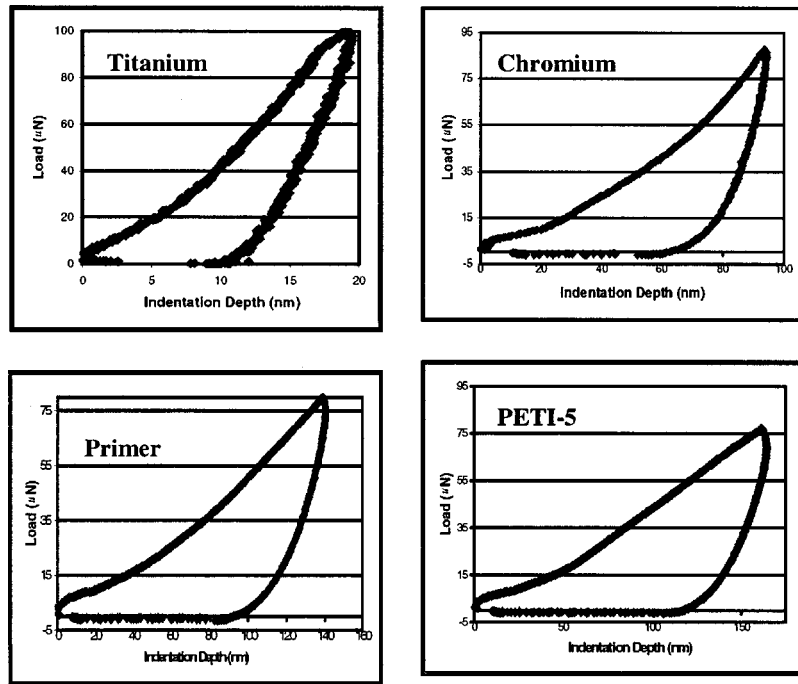 Titanium
100
80
60
40
20
0
0 5 10 15 20
Load (uN)
Indentation Depth (nm)
Chromium
95
75
55
35
15
-5
0 20 40 60 80 100
Load (uN)
Indentation Depth (nm)
Primer
75
55
35
15
-5
0 20 40 60 80 100 120 140 160
Load (uN)
Indentation Depth(nm)
PETI-5
95
75
55
35
15
-5
0 50 100 150
Load (uN)
Indentation Depth (nm)